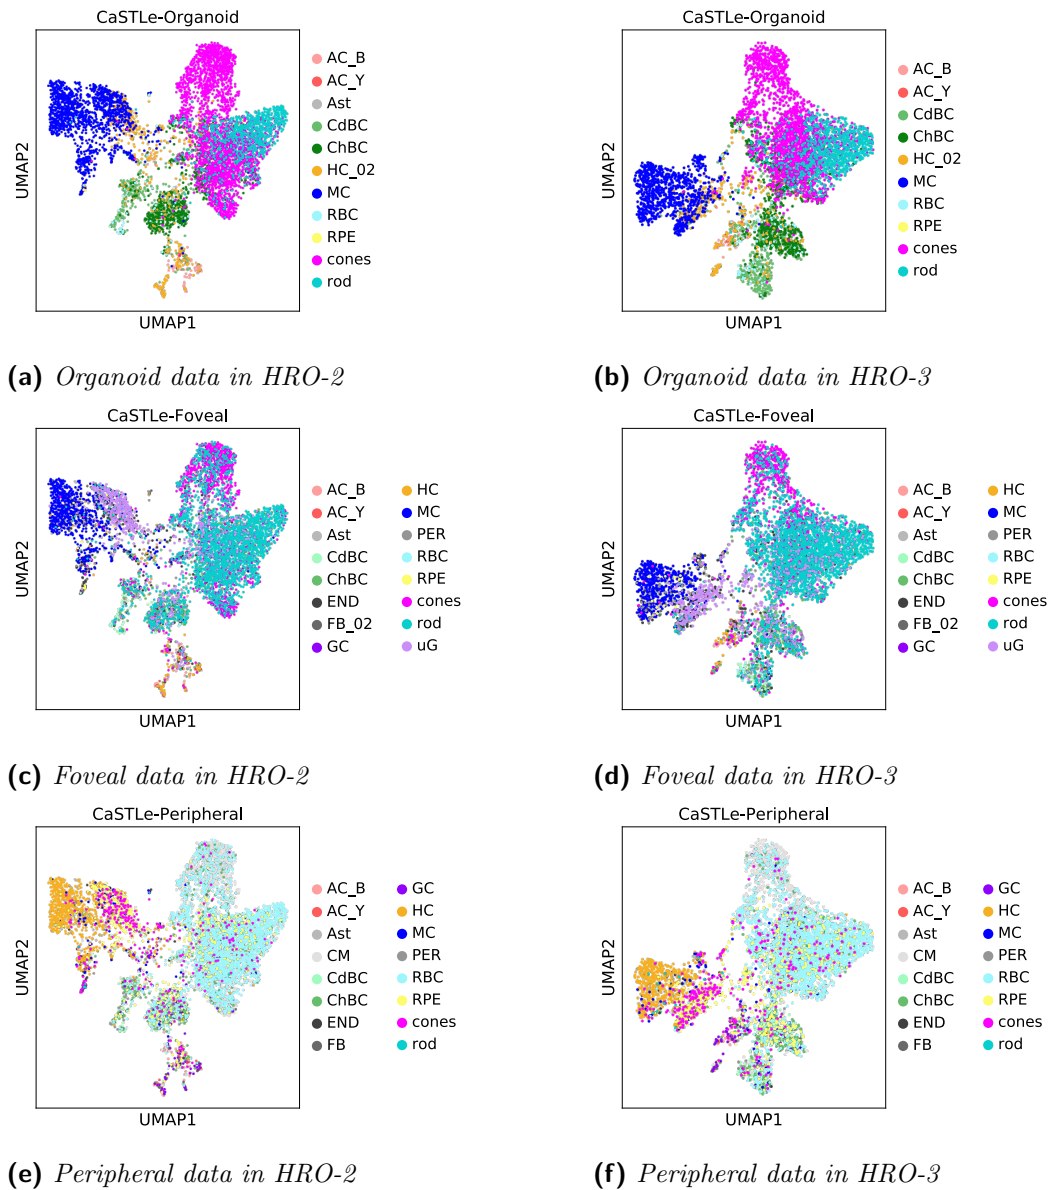 CaSTLe-Organoid
UMAP2
UMAP1
AC_B
AC_Y
Ast
CdBC
ChBC
HC_02
MC
RBC
RPE
cones
rod
(a) Organoid data in HRO-2
CaSTLe-Organoid
UMAP2
UMAP1
AC_B
AC_Y
CdBC
ChBC
HC_02
MC
RBC
RPE
cones
rod
(b) Organoid data in HRO-3
CaSTLe-Foveal
UMAP2
UMAP1
AC_B
AC_Y
Ast
CdBC
ChBC
END
FB_02
GC
HC
MC
PER
RBC
RPE
cones
rod
uG
(c) Foveal data in HRO-2
CaSTLe-Foveal
UMAP2
UMAP1
AC_B
AC_Y
Ast
CdBC
ChBC
END
FB_02
GC
HC
MC
PER
RBC
RPE
cones
rod
uG
(d) Foveal data in HRO-3
CaSTLe-Peripheral
UMAP2
UMAP1
AC_B
AC_Y
Ast
CM
CdBC
ChBC
END
FB
GC
HC
MC
PER
RBC
RPE
cones
rod
(e) Peripheral data in HRO-2
CaSTLe-Peripheral
UMAP2
UMAP1
AC_B
AC_Y
Ast
CM
CdBC
ChBC
END
FB
GC
HC
MC
PER
RBC
RPE
cones
rod
(f) Peripheral data in HRO-3